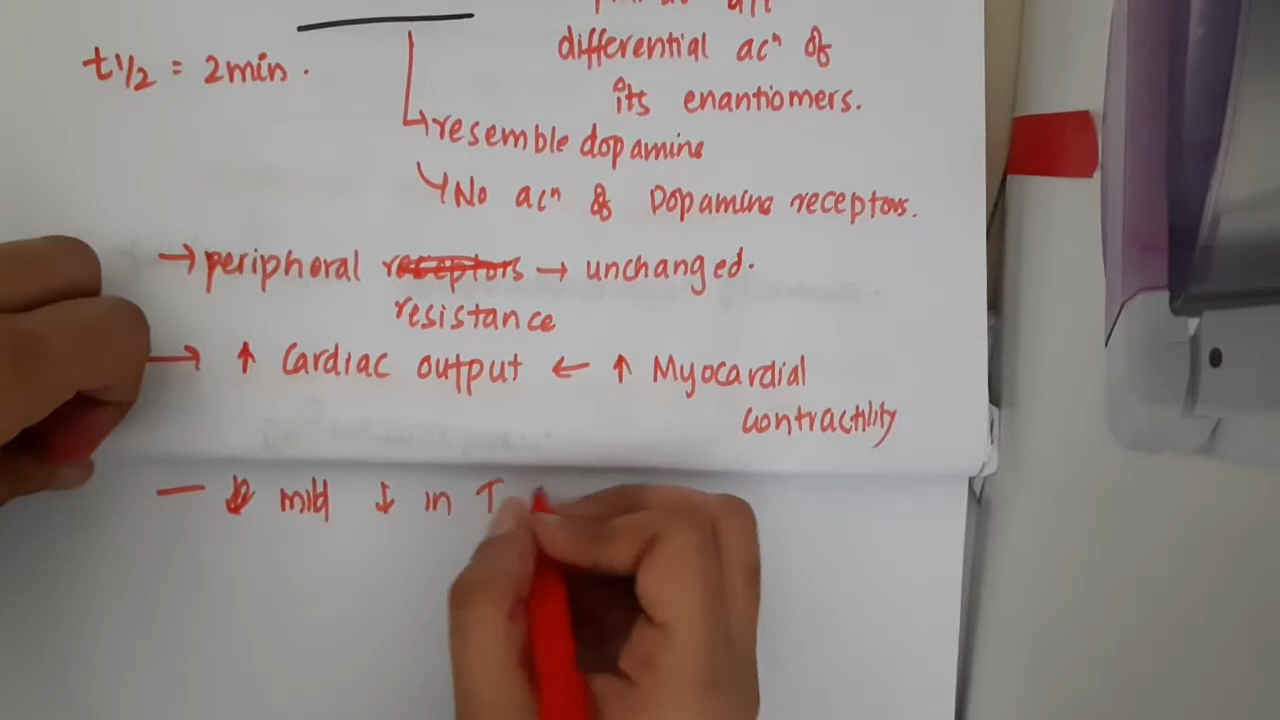 differential acⁿ of
t1/2 = 2min.
its enantiomers.
resemble dopamine
No acⁿ of Dopamine receptors.
→ peripheral receptors → unchanged.
resistance
→ ↑ Cardiac output ← ↑ Myocardial
contractility
— mild ↓ in T